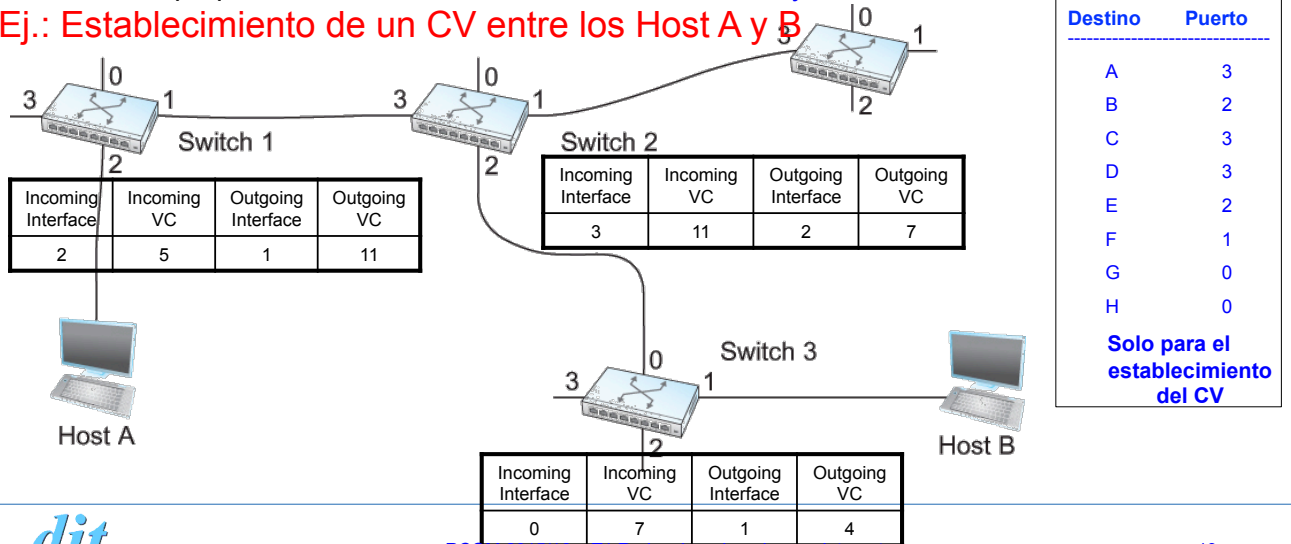 Ej.: Establecimiento de un CV entre los Host A y B
0
3
1
2
Switch 1
0
3
1
2
Switch 2
3
0
1
2
Incoming Interface | Incoming VC | Outgoing Interface | Outgoing VC
2 | 5 | 1 | 11
Incoming Interface | Incoming VC | Outgoing Interface | Outgoing VC
3 | 11 | 2 | 7
Host A
0
3
1
2
Switch 3
Host B
Incoming Interface | Incoming VC | Outgoing Interface | Outgoing VC
0 | 7 | 1 | 4
Destino Puerto
A 3
B 2
C 3
D 3
E 2
F 1
G 0
H 0
Solo para el
establecimiento
del CV
dit